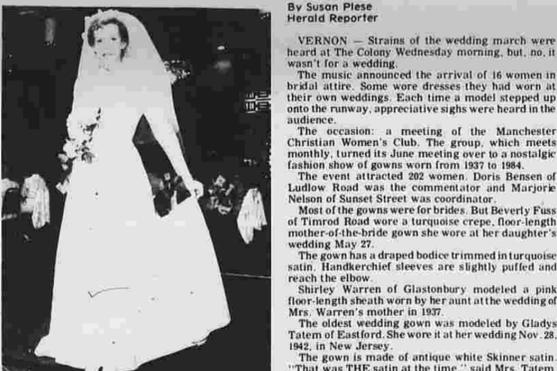 By Susan Plese
Herald Reporter
VERNON — Strains of the wedding march were
heard at The Colony Wednesday morning, but, no, it
wasn't for a wedding.
The music announced the arrival of 16 women in
bridal attire. Some wore dresses they had worn at
their own weddings. Each time a model stepped up
onto the runway, appreciative sighs were heard in the
audience.
The occasion: a meeting of the Manchester
Christian Women's Club. The group, which meets
monthly, turned its June meeting over to a nostalgic
fashion show of gowns worn from 1937 to 1984.
The event attracted 202 women. Doris Bensen of
Ludlow Road was the commentator and Marjorie
Nelson of Sunset Street was coordinator.
Most of the gowns were for brides. But Beverly Fuss
of Timrod Road wore a turquoise crepe, floor-length
mother-of-the-bride gown she wore at her daughter's
wedding May 27.
The gown has a draped bodice trimmed in turquoise
satin. Handkerchief sleeves are slightly puffed and
reach the elbow.
Shirley Warren of Glastonbury modeled a pink
floor-length sheath worn by her aunt at the wedding of
Mrs. Warren's mother in 1937.
The oldest wedding gown was modeled by Gladys
Tatem of Eastford. She wore it at her wedding Nov. 28,
1942, in New Jersey.
The gown is made of antique white Skinner satin.
"That was THE satin at the time," said Mrs. Tatem.